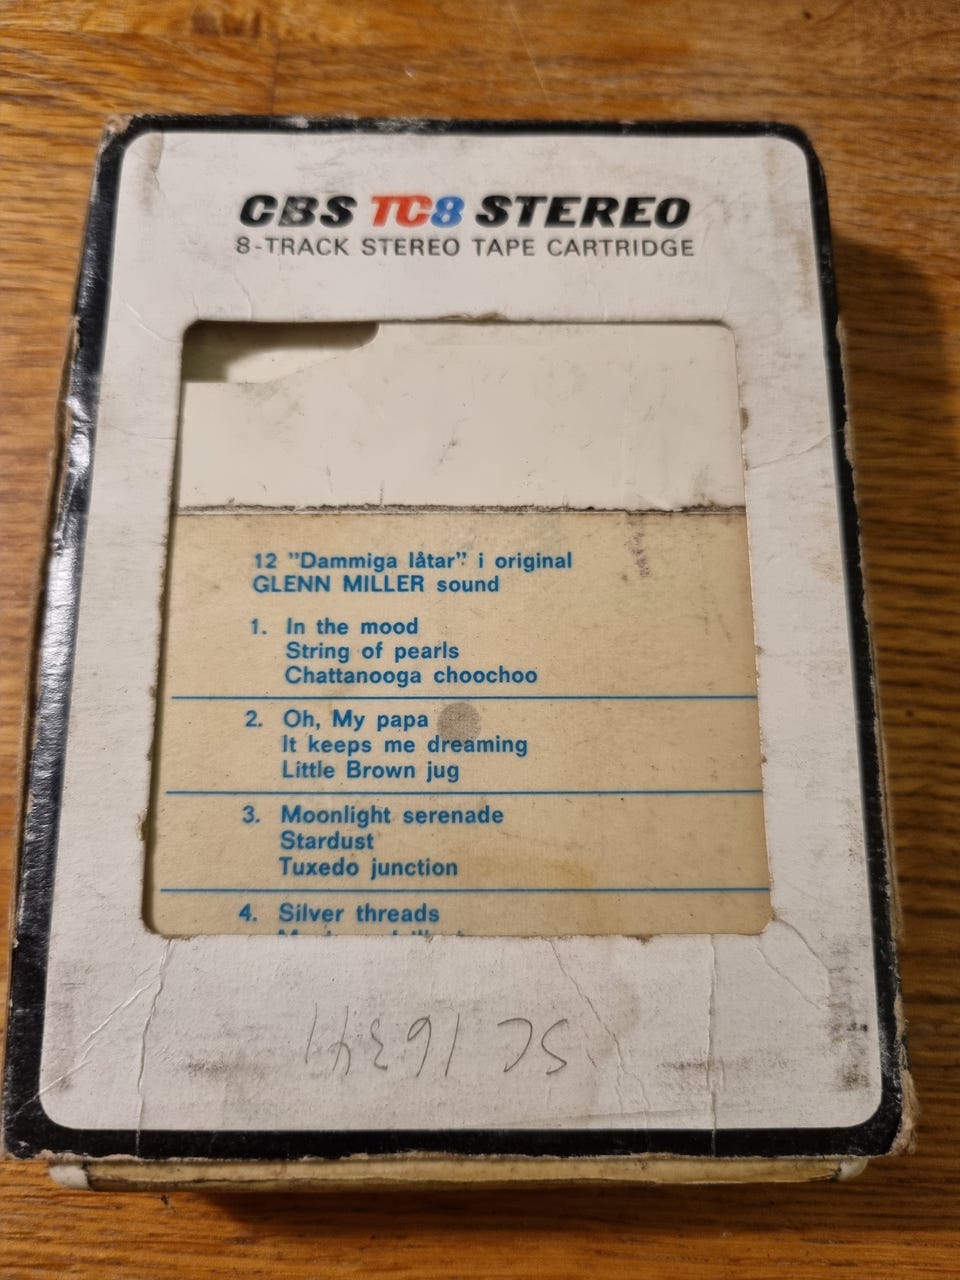 CBS TC8 STEREO
8-TRACK STEREO TAPE CARTRIDGE
12 "Dammiga låtar" i original
GLENN MILLER sound
1. In the mood
String of pearls
Chattanooga choochoo
2. Oh, My papa
It keeps me dreaming
Little Brown jug
3. Moonlight serenade
Stardust
Tuxedo junction
4. Silver threads